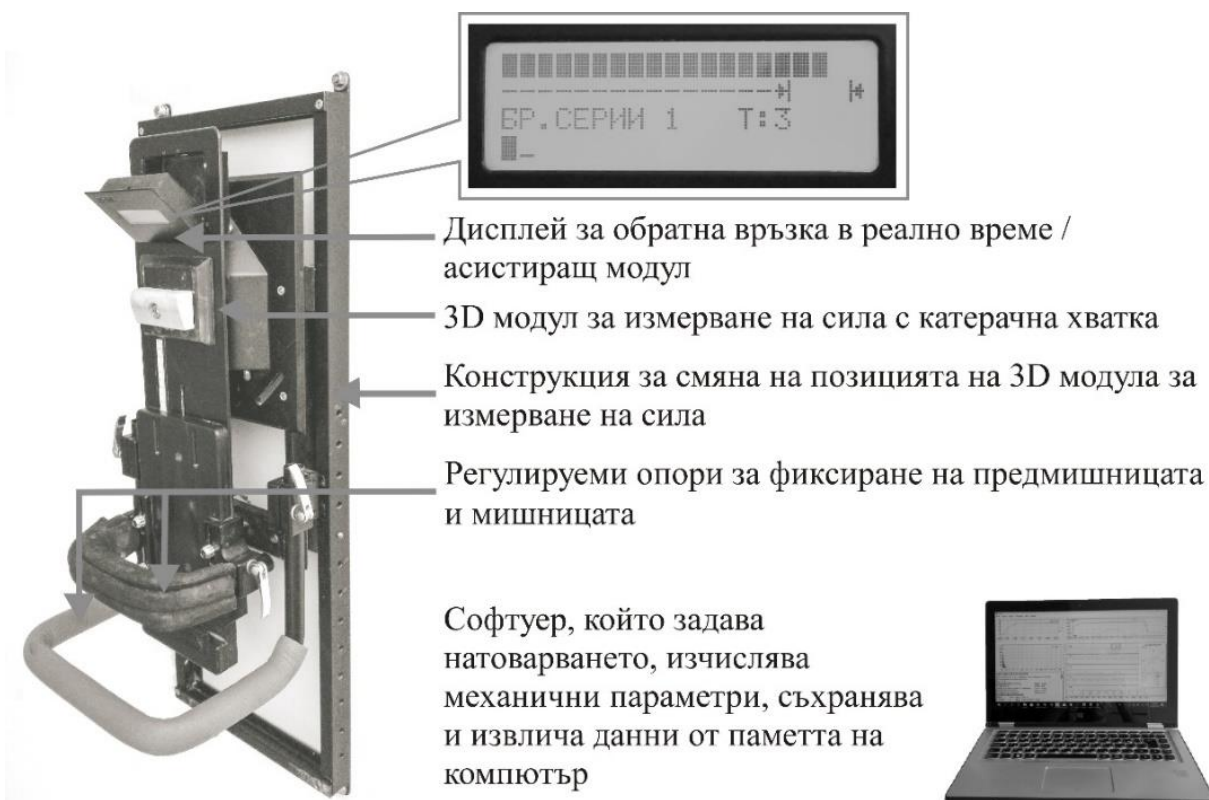 БР.СЕРИИ 1 Т:3
Дисплей за обратна връзка в реално време /
асистиращ модул
3D модул за измерване на сила с катерачна хватка
Конструкция за смяна на позицията на 3D модула за
измерване на сила
Регулируеми опори за фиксиране на предмишницата
и мишницата
Софтуер, който задава
натоварването, изчислява
механични параметри, съхранява
и извлича данни от паметта на
компютър